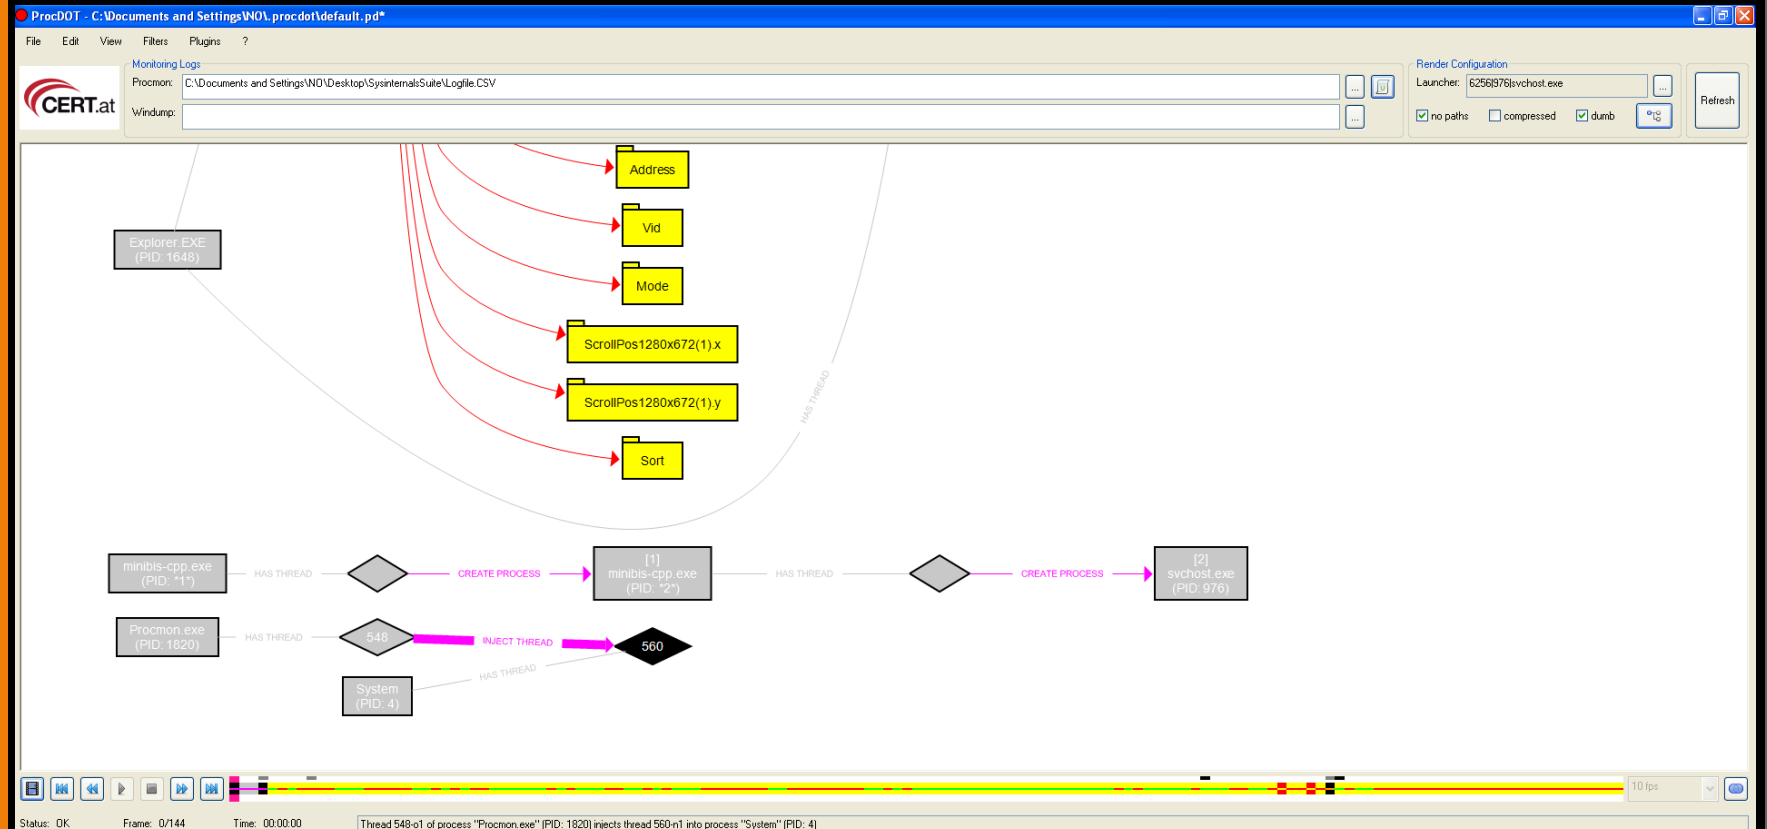 ProcDOT - C:\Documents and Settings\NO\.procdot\default.pd*
File Edit View Filters Plugins ?
Monitoring Logs
Render Configuration
CERT.at
Procmon: C:\Documents and Settings\NO\Desktop\SysinternalsSuite\Logfile.CSV ...
Launcher: 6256|976|svchost.exe ...
Refresh
Windump: ...
no paths compressed dumb
Address
Vid
Explorer.EXE
(PID: 1648)
Mode
ScrollPos1280x672(1).x
HAS THREAD
ScrollPos1280x672(1).y
Sort
minibis-cpp.exe
(PID: *1*)
HAS THREAD
CREATE PROCESS
[1]
minibis-cpp.exe
(PID: *2*)
HAS THREAD
CREATE PROCESS
[2]
svchost.exe
(PID: 976)
Procmon.exe
(PID: 1820)
HAS THREAD
548
INJECT THREAD
560
HAS THREAD
System
(PID: 4)
10 fps
Status: OK Frame: 0/144 Time: 00:00:00 Thread 548-o1 of process "Procmon.exe" (PID: 1820) injects thread 560-n1 into process "System" (PID: 4)